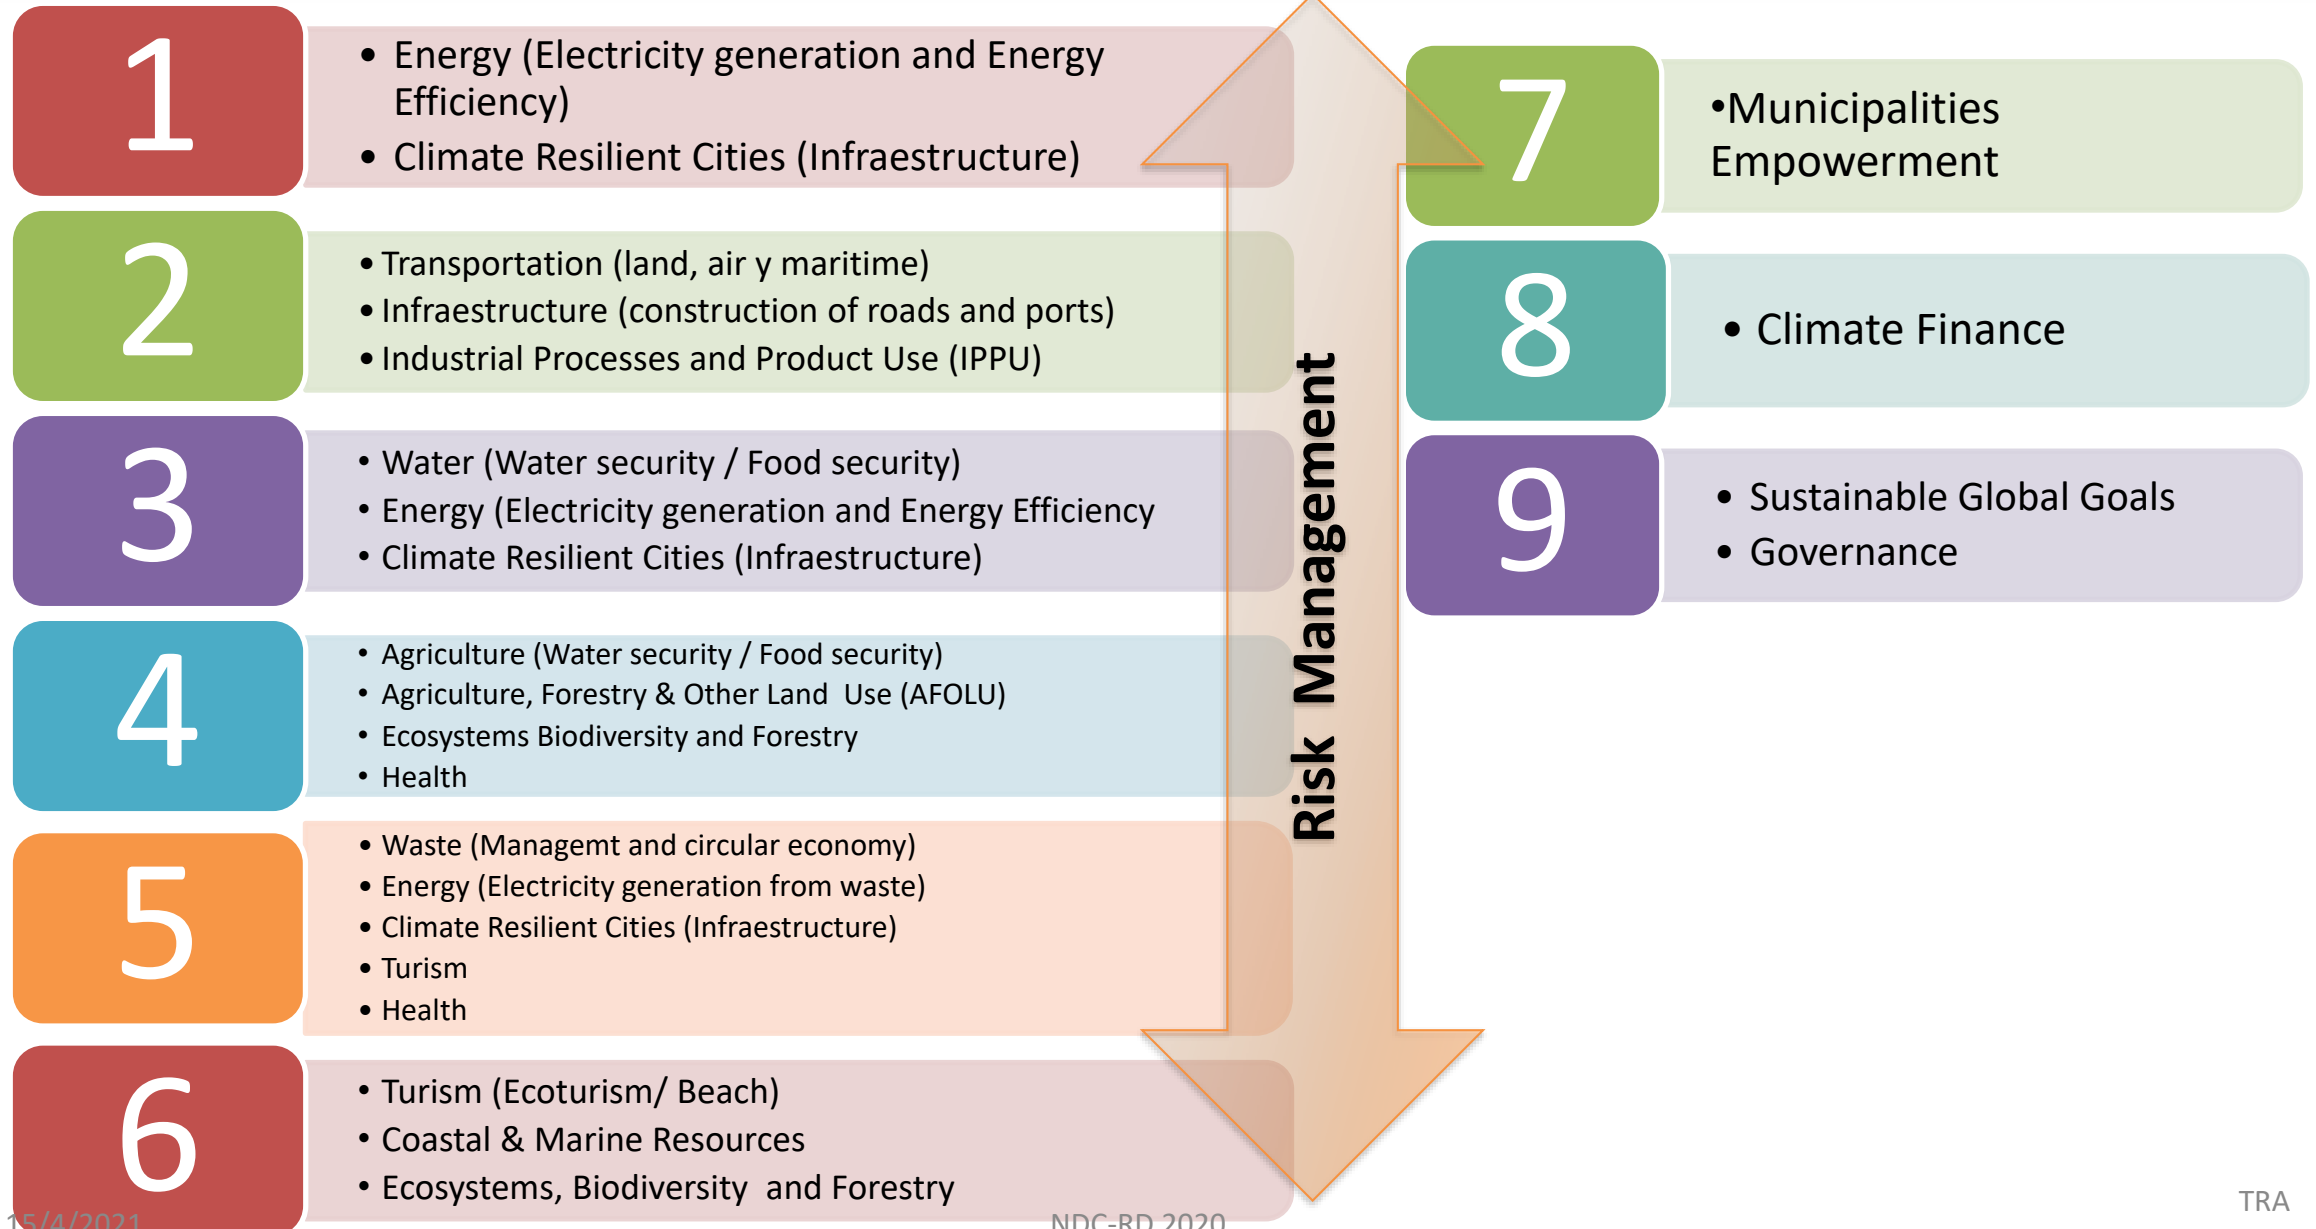 1
• Energy (Electricity generation and Energy
Efficiency)
• Climate Resilient Cities (Infraestructure)
2
• Transportation (land, air y maritime)
• Infraestructure (construction of roads and ports)
• Industrial Processes and Product Use (IPPU)
3
• Water (Water security / Food security)
• Energy (Electricity generation and Energy Efficiency
• Climate Resilient Cities (Infraestructure)
4
• Agriculture (Water security / Food security)
• Agriculture, Forestry & Other Land Use (AFOLU)
• Ecosystems Biodiversity and Forestry
• Health
5
• Waste (Managemt and circular economy)
• Energy (Electricity generation from waste)
• Climate Resilient Cities (Infraestructure)
• Turism
• Health
6
• Turism (Ecoturism/ Beach)
• Coastal & Marine Resources
• Ecosystems, Biodiversity and Forestry
Risk Management
7
•Municipalities
Empowerment
8
• Climate Finance
9
• Sustainable Global Goals
• Governance
15/4/2021
NDC-RD 2020
TRA